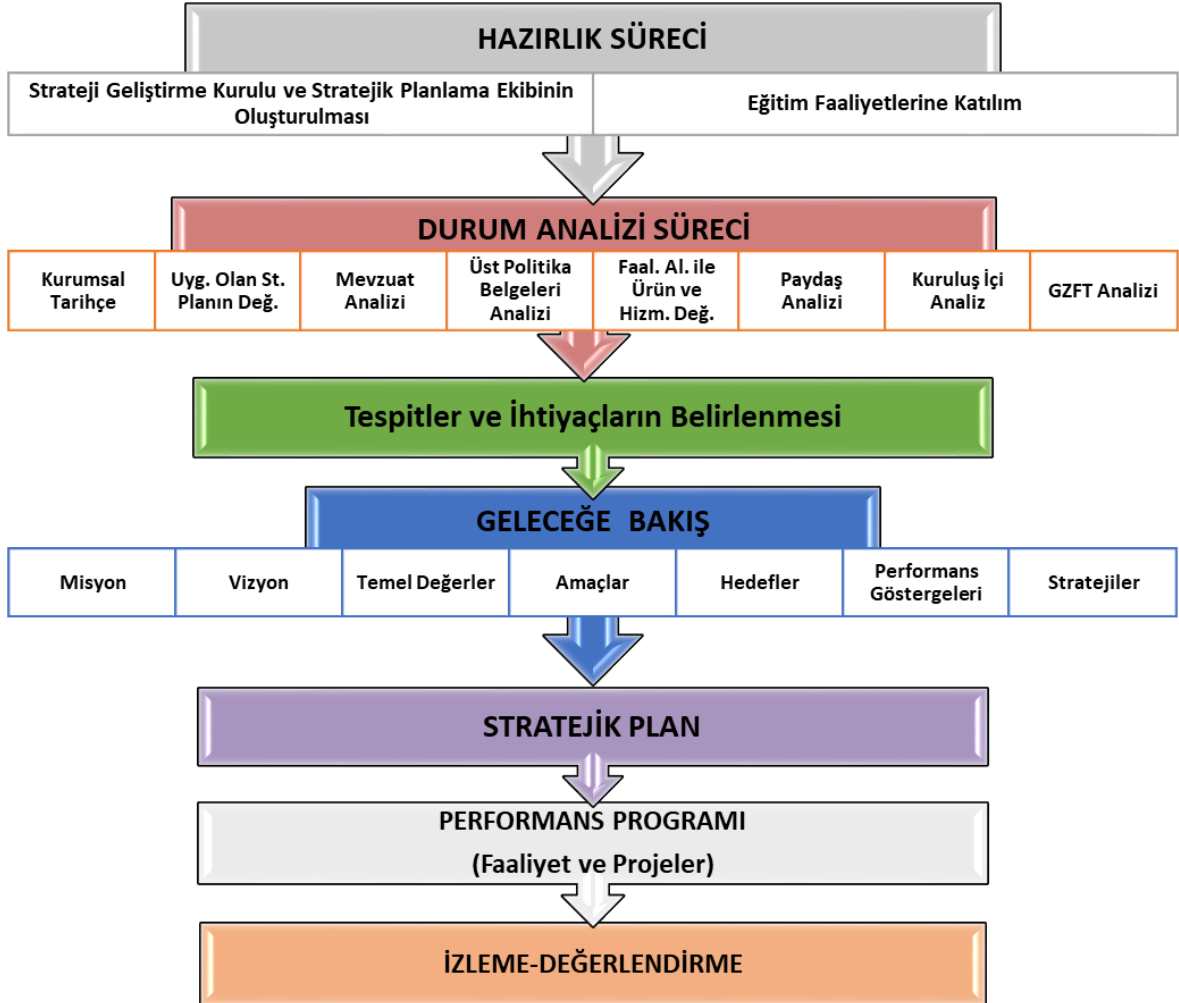 HAZIRLIK SÜRECİ
Strateji Geliştirme Kurulu ve Stratejik Planlama Ekibinin
Oluşturulması
Eğitim Faaliyetlerine Katılım
DURUM ANALİZİ SÜRECİ
Kurumsal
Tarihçe
Uyg. Olan St.
Planın Değ.
Mevzuat
Analizi
Üst Politika
Belgeleri
Analizi
Faal. Al. ile
Ürün ve
Hizm. Değ.
Paydaş
Analizi
Kuruluş İçi
Analiz
GZFT Analizi
Tespitler ve İhtiyaçların Belirlenmesi
GELECEĞE BAKIŞ
Misyon
Vizyon
Temel Değerler
Amaçlar
Hedefler
Performans
Göstergeleri
Stratejiler
STRATEJİK PLAN
PERFORMANS PROGRAMI
(Faaliyet ve Projeler)
İZLEME-DEĞERLENDİRME